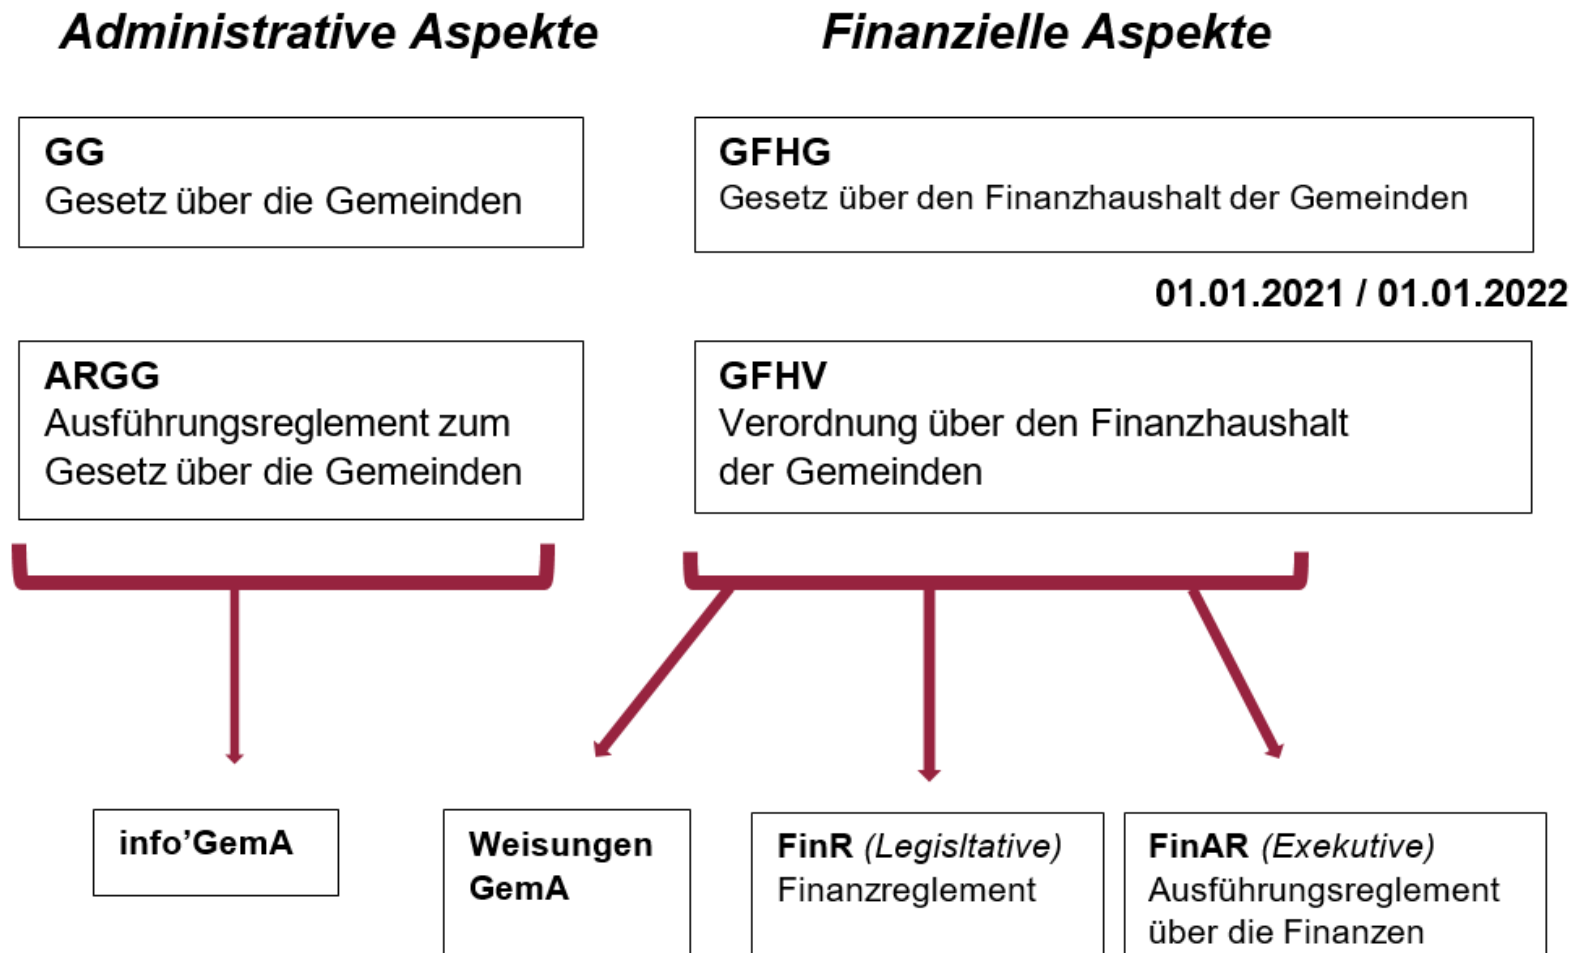 Administrative Aspekte
Finanzielle Aspekte
GG
Gesetz über die Gemeinden
GFHG
Gesetz über den Finanzhaushalt der Gemeinden
01.01.2021 / 01.01.2022
ARGG
Ausführungsreglement zum
Gesetz über die Gemeinden
GFHV
Verordnung über den Finanzhaushalt
der Gemeinden
info’GemA
Weisungen
GemA
FinR (Legisltative)
Finanzreglement
FinAR (Exekutive)
Ausführungsreglement
über die Finanzen